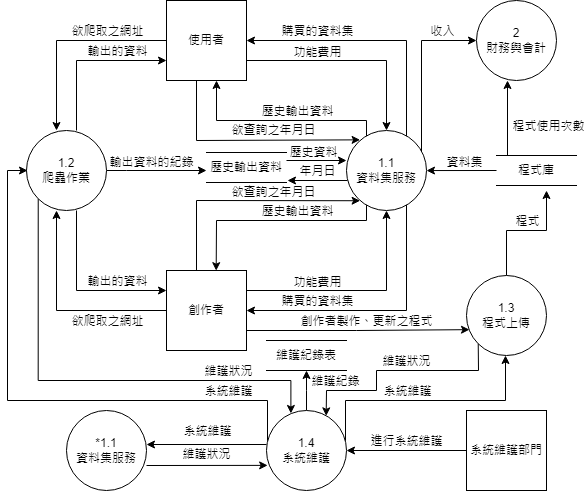 欲爬取之網址
輸出的資料
使用者
購買的資料集
功能費用
收入
2
財務與會計
歷史輸出資料
欲查詢之年月日
程式使用次數
1.2
爬蟲作業
輸出資料的紀錄
歷史輸出資料
歷史資料
年月日
1.1
資料集服務
資料集
程式庫
欲查詢之年月日
歷史輸出資料
程式
輸出的資料
欲爬取之網址
創作者
功能費用
購買的資料集
創作者製作、更新之程式
1.3
程式上傳
維護紀錄表
維護狀況
系統維護
維護紀錄
維護狀況
系統維護
*1.1
資料集服務
系統維護
維護狀況
1.4
系統維護
進行系統維護
系統維護部門